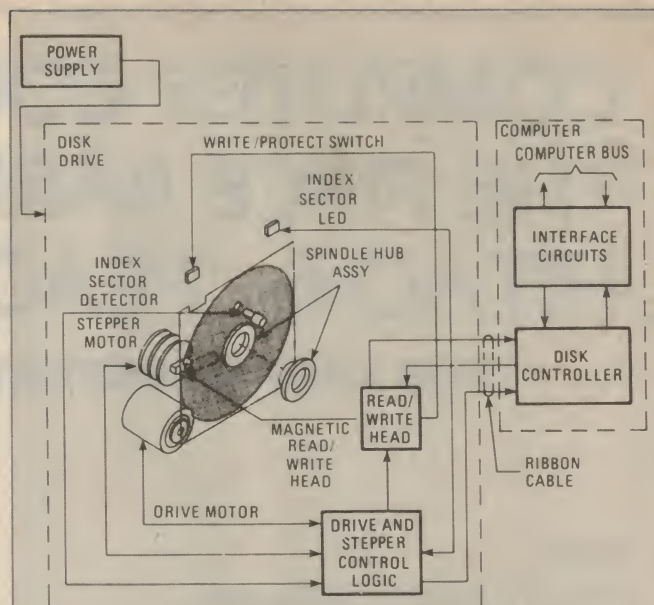 POWER
SUPPLY
DISK
DRIVE
WRITE/PROTECT SWITCH
INDEX
SECTOR
LED
COMPUTER
COMPUTER BUS
INTERFACE
CIRCUITS
INDEX
SECTOR
DETECTOR
SPINDLE HUB
ASSY
STEPPER
MOTOR
DISK
CONTROLLER
READ/
WRITE
HEAD
MAGNETIC
READ/
WRITE
HEAD
RIBBON
CABLE
DRIVE MOTOR
DRIVE AND
STEPPER
CONTROL
LOGIC